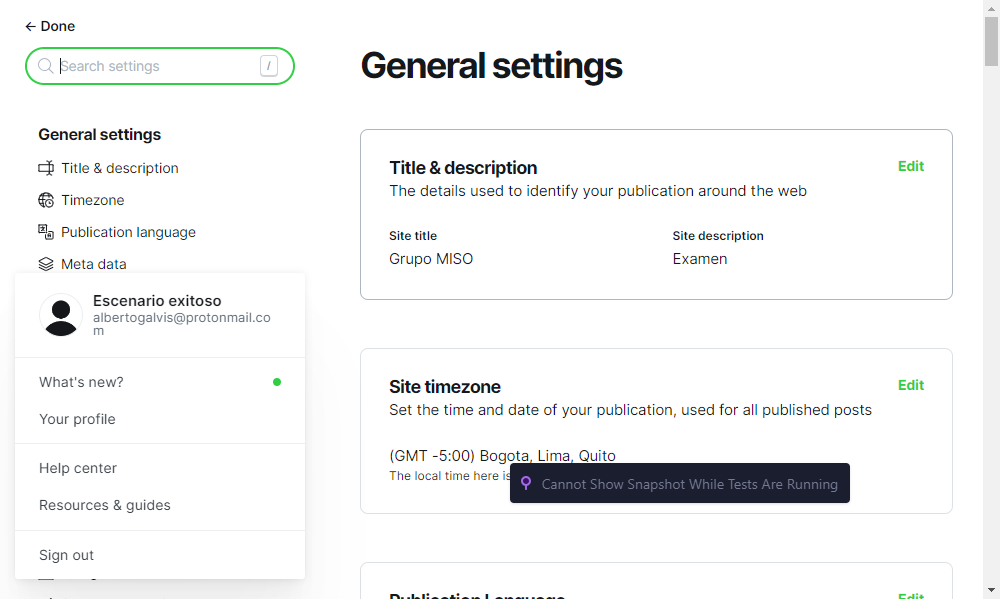 ← Done
Search settings /
General settings
Title & description
Timezone
Publication language
Meta data
Escenario exitoso
albertogalvis@protonmail.co
m
What's new?
Your profile
Help center
Resources & guides
Sign out
General settings
Title & description Edit
The details used to identify your publication around the web
Site title Site description
Grupo MISO Examen
Site timezone Edit
Set the time and date of your publication, used for all published posts
(GMT -5:00) Bogota, Lima, Quito
The local time here is
Cannot Show Snapshot While Tests Are Running
Publication Language Edit